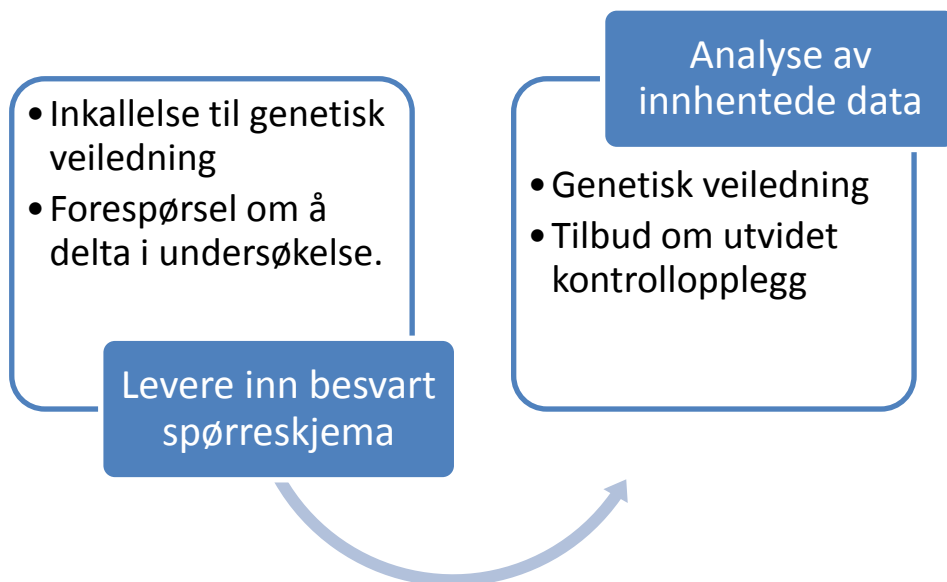 • Inkallelse til genetisk
veiledning
• Forespørsel om å
delta i undersøkelse.
Levere inn besvart
spørreskjema
Analyse av
innhentede data
• Genetisk veiledning
• Tilbud om utvidet
kontrollopplegg